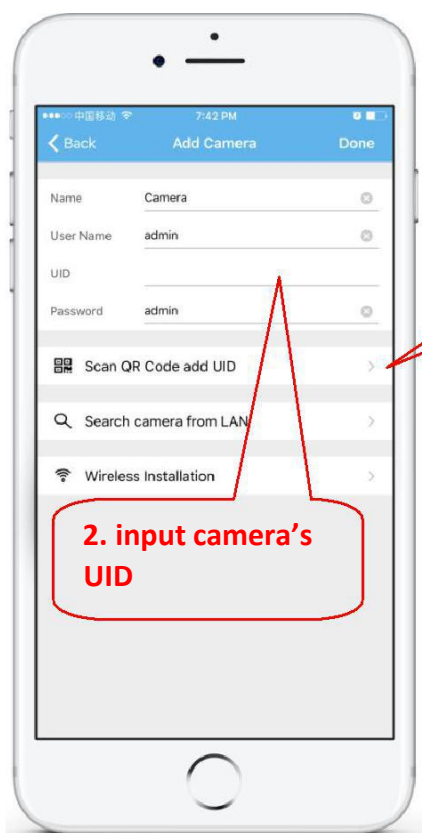 中国移动 7:42 PM
Back Add Camera Done
Name Camera
User Name admin
UID
Password admin
Scan QR Code add UID
Search camera from LAN
Wireless Installation
2. input camera's
UID